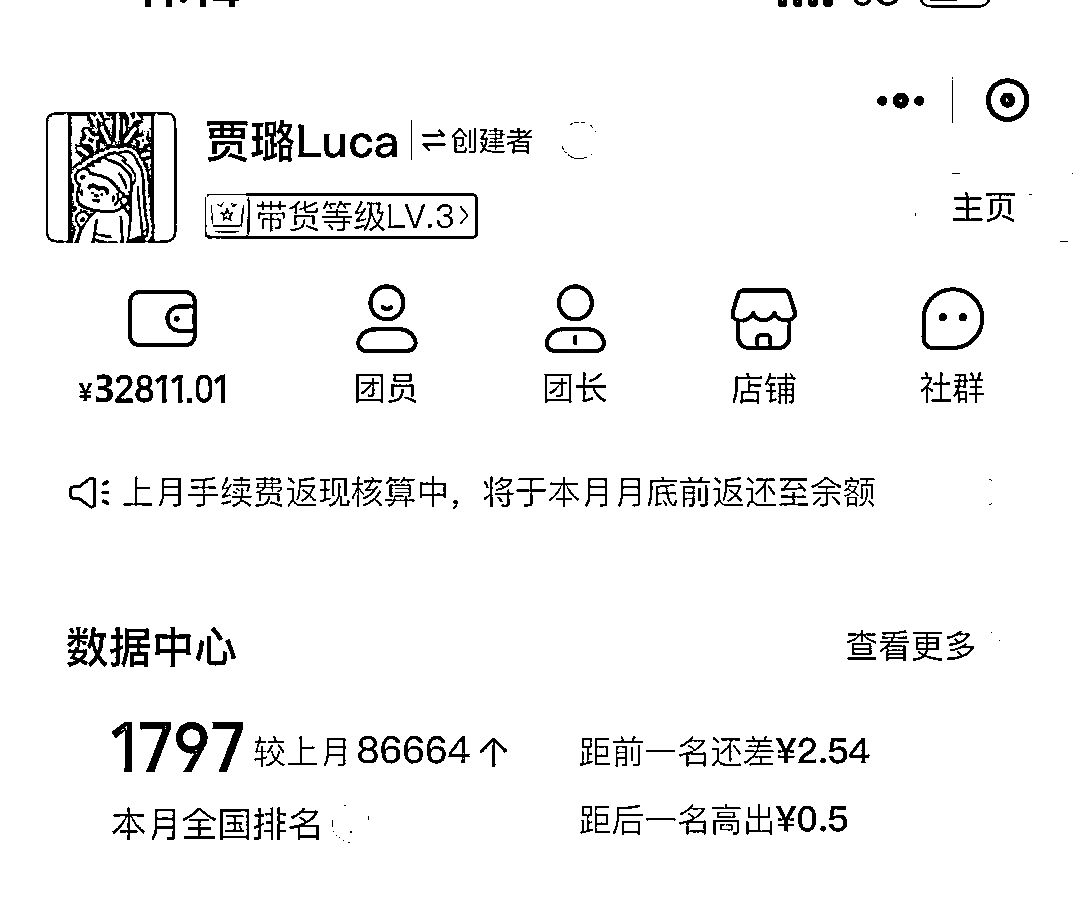 贾璐Luca 创建者
带货等级LV.3
主页
¥32811.01 团员 团长 店铺 社群
上月手续费返现核算中，将于本月月底前返还至余额
数据中心 查看更多
1797 较上月86664↑ 距前一名还差¥2.54
本月全国排名 距后一名高出¥0.5